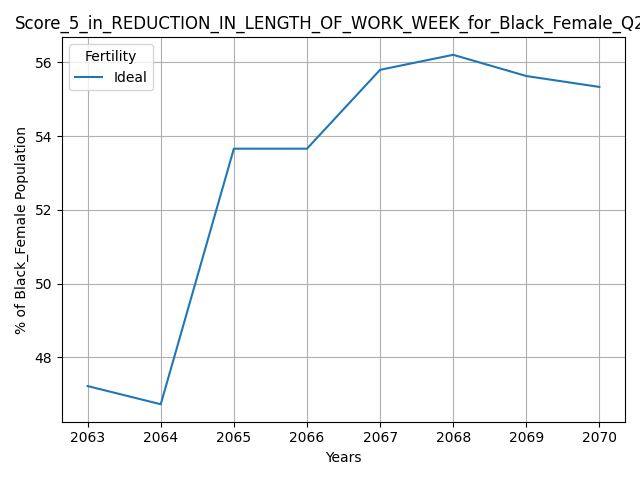 Score_5_in_REDUCTION_IN_LENGTH_OF_WORK_WEEK_for_Black_Female_Q2
Fertility
Ideal
56
54
52
50
48
% of Black_Female Population
2063 2064 2065 2066 2067 2068 2069 2070
Years